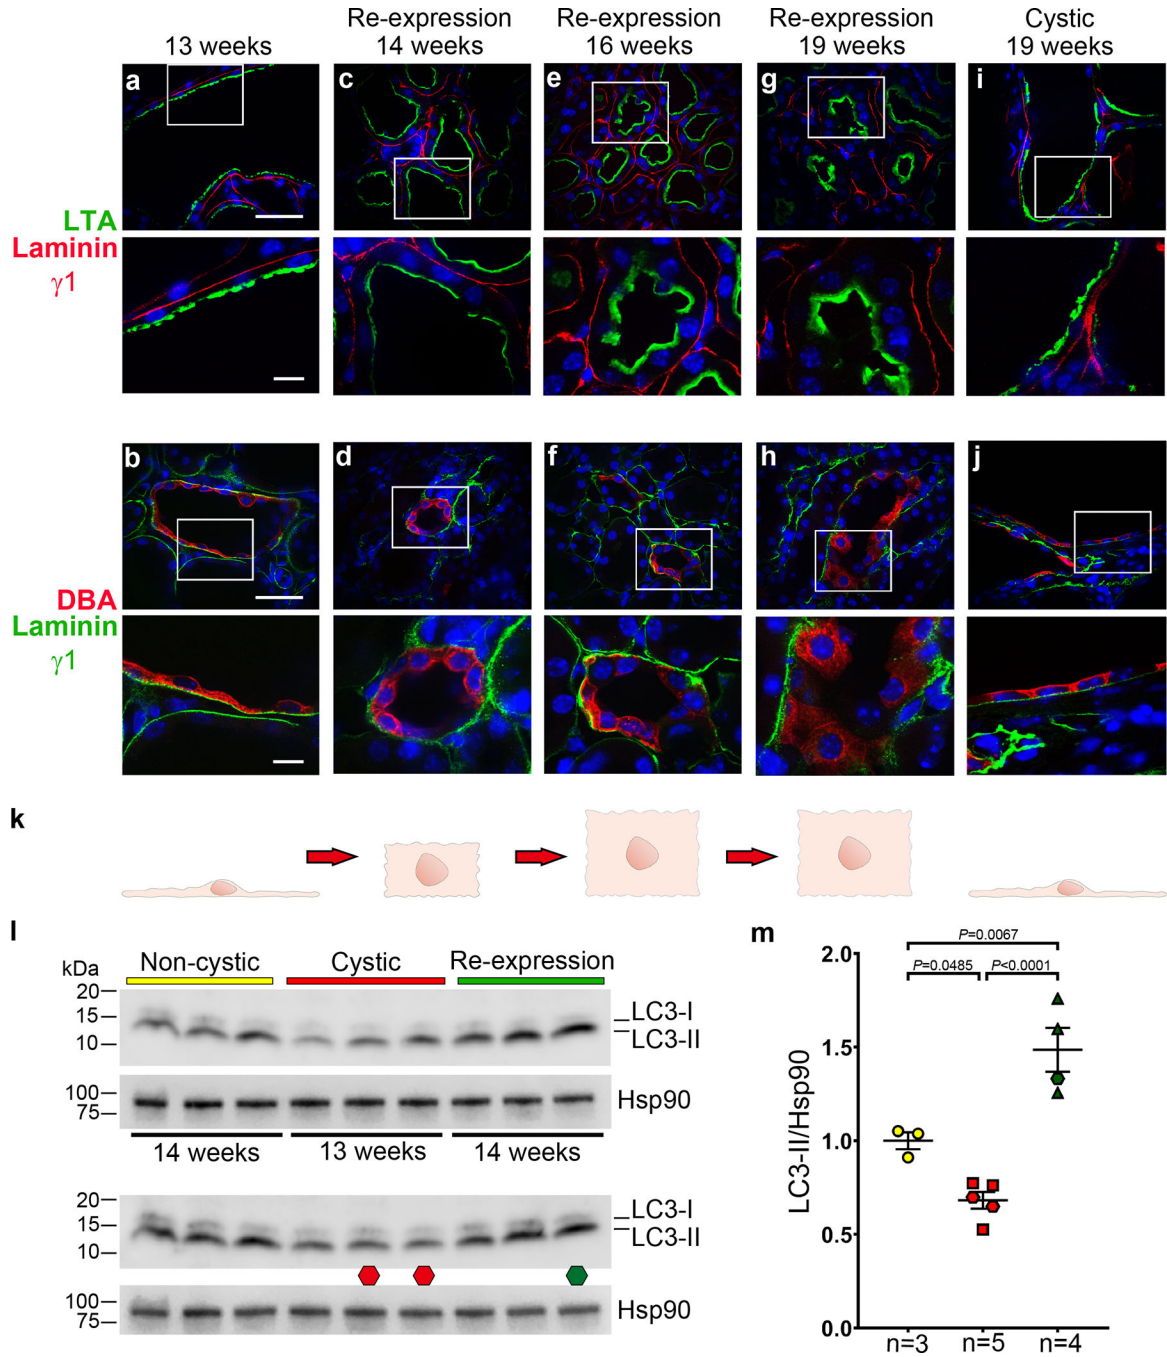 13 weeks
Re-expression
14 weeks
Re-expression
16 weeks
Re-expression
19 weeks
Cystic
19 weeks
a
c
e
g
i
LTA
Laminin
γ1
b
d
f
h
j
DBA
Laminin
γ1
k
l
kDa
Non-cystic
Cystic
Re-expression
20
15
10
LC3-I
LC3-II
100
75
Hsp90
14 weeks
13 weeks
14 weeks
20
15
10
LC3-I
LC3-II
100
75
Hsp90
m
P=0.0067
P=0.0485
P<0.0001
LC3-II/Hsp90
2.0
1.5
1.0
0.5
0.0
n=3
n=5
n=4